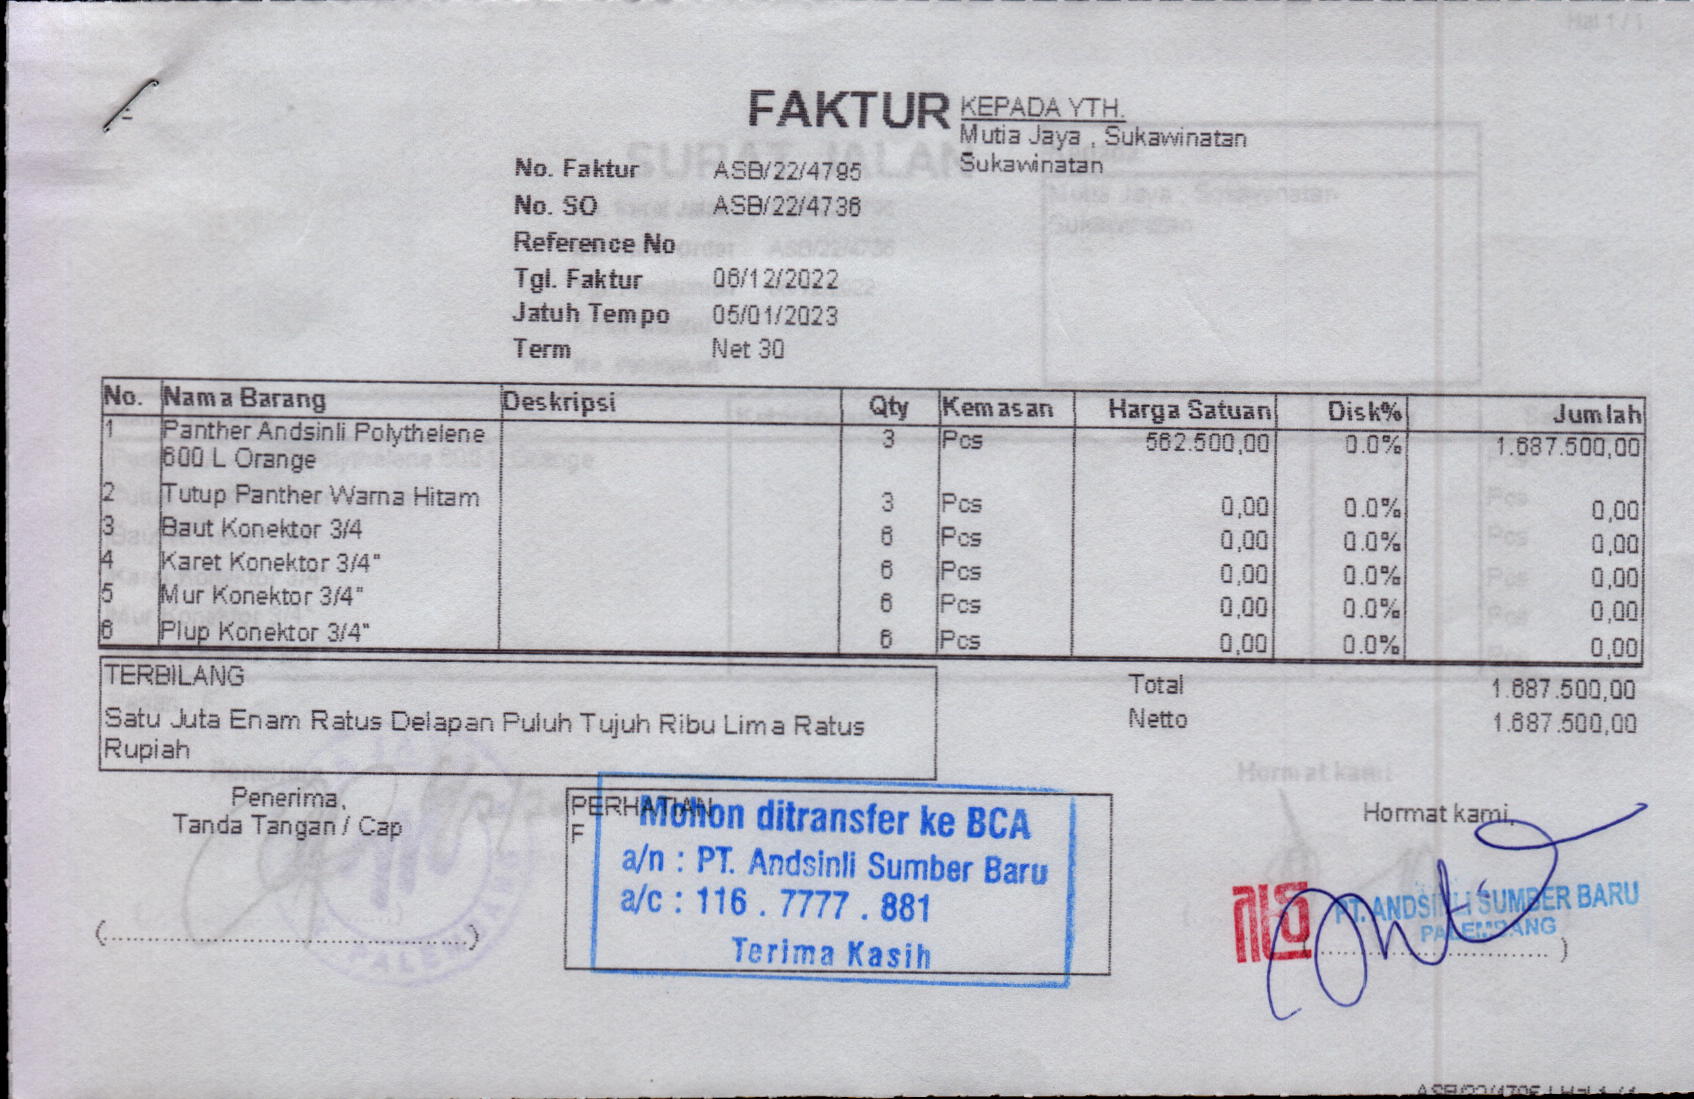 FAKTUR
KEPADA YTH.
Mutia Jaya , Sukawinatan
Sukawinatan
No. Faktur ASB/22/4795
No. SO ASB/22/4736
Reference No
Tgl. Faktur 06/12/2022
Jatuh Tempo 05/01/2023
Term Net 30
No. Nama Barang Deskripsi Qty Kemasan Harga Satuan Disk% Jumlah
1 Panther Andsinli Polythelene 3 Pcs 562.500,00 0.0% 1.687.500,00
600 L Orange
2 Tutup Panther Warna Hitam 3 Pcs 0,00 0.0% 0,00
3 Baut Konektor 3/4 6 Pcs 0,00 0.0% 0,00
4 Karet Konektor 3/4" 6 Pcs 0,00 0.0% 0,00
5 Mur Konektor 3/4" 6 Pcs 0,00 0.0% 0,00
6 Plup Konektor 3/4" 6 Pcs 0,00 0.0% 0,00
TERBILANG
Satu Juta Enam Ratus Delapan Puluh Tujuh Ribu Lima Ratus
Rupiah
Total 1.687.500,00
Netto 1.687.500,00
Penerima,
Tanda Tangan / Cap
(..........................................)
PERHATIAN
F
Mohon ditransfer ke BCA
a/n : PT. Andsinli Sumber Baru
a/c : 116 . 7777 . 881
Terima Kasih
Hormat kami,
PT. ANDSINLI SUMBER BARU
PALEMBANG
ASB/22/4795 / Hal 1 / 1